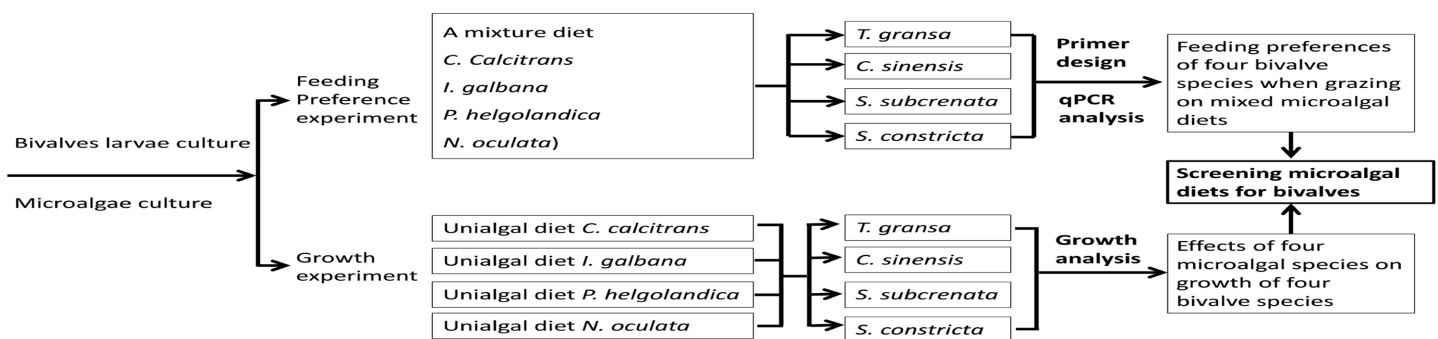 Bivalves larvae culture
Microalgae culture
Feeding
Preference
experiment
A mixture diet
C. Calcitrans
I. galbana
P. helgolandica
N. oculata)
T. gransa
C. sinensis
S. subcrenata
S. constricta
Primer
design
qPCR
analysis
Feeding preferences
of four bivalve
species when grazing
on mixed microalgal
diets
Screening microalgal
diets for bivalves
Growth
experiment
Unialgal diet C. calcitrans
Unialgal diet I. galbana
Unialgal diet P. helgolandica
Unialgal diet N. oculata
T. gransa
C. sinensis
S. subcrenata
S. constricta
Growth
analysis
Effects of four
microalgal species on
growth of four
bivalve species